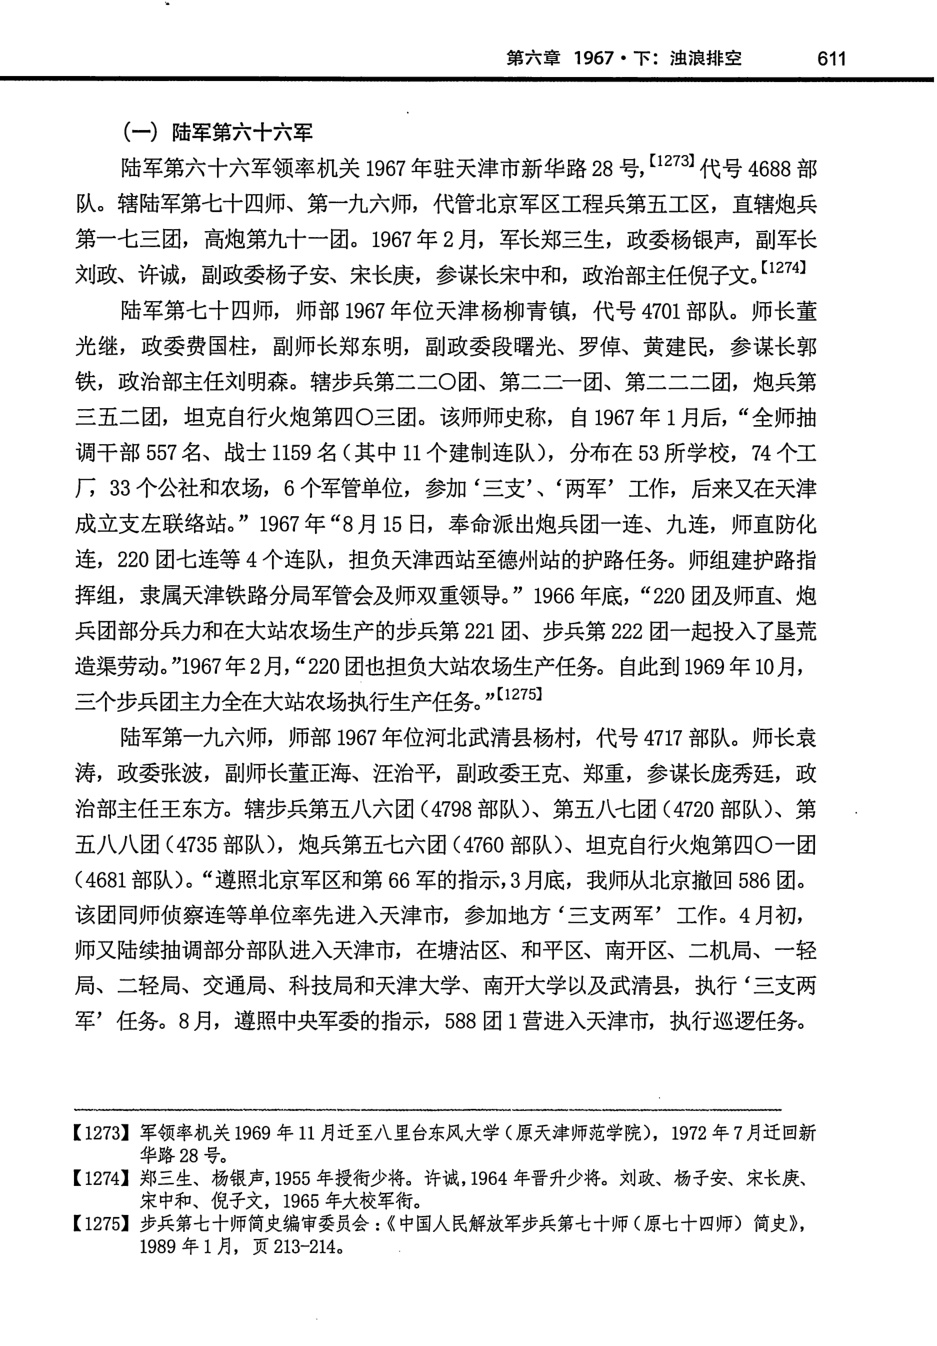 第六章 1967·下：浊浪排空 611
（一）陆军第六十六军
陆军第六十六军领率机关1967年驻天津市新华路28号，【1273】代号4688部
队。辖陆军第七十四师、第一九六师，代管北京军区工程兵第五工区，直辖炮兵
第一七三团，高炮第九十一团。1967年2月，军长郑三生，政委杨银声，副军长
刘政、许诚，副政委杨子安、宋长庚，参谋长宋中和，政治部主任倪子文。【1274】
陆军第七十四师，师部1967年位天津杨柳青镇，代号4701部队。师长董
光继，政委费国柱，副师长郑东明，副政委段曙光、罗倬、黄建民，参谋长郭
铁，政治部主任刘明森。辖步兵第二二〇团、第二二一团、第二二二团，炮兵第
三五二团，坦克自行火炮第四〇三团。该师师史称，自1967年1月后，“全师抽
调干部557名、战士1159名（其中11个建制连队），分布在53所学校，74个工
厂，33个公社和农场，6个军管单位，参加‘三支’、‘两军’工作，后来又在天津
成立支左联络站。”1967年“8月15日，奉命派出炮兵团一连、九连，师直防化
连，220团七连等4个连队，担负天津西站至德州站的护路任务。师组建护路指
挥组，隶属天津铁路分局军管会及师双重领导。”1966年底，“220团及师直、炮
兵团部分兵力和在大站农场生产的步兵第221团、步兵第222团一起投入了垦荒
造渠劳动。”1967年2月，“220团也担负大站农场生产任务。自此到1969年10月，
三个步兵团主力全在大站农场执行生产任务。”【1275】
陆军第一九六师，师部1967年位河北武清县杨村，代号4717部队。师长袁
涛，政委张波，副师长董正海、汪治平，副政委王克、郑重，参谋长庞秀廷，政
治部主任王东方。辖步兵第五八六团（4798部队）、第五八七团（4720部队）、第
五八八团（4735部队），炮兵第五七六团（4760部队）、坦克自行火炮第四〇一团
（4681部队）。“遵照北京军区和第66军的指示，3月底，我师从北京撤回586团。
该团同师侦察连等单位率先进入天津市，参加地方‘三支两军’工作。4月初，
师又陆续抽调部分部队进入天津市，在塘沽区、和平区、南开区、二机局、一轻
局、二轻局、交通局、科技局和天津大学、南开大学以及武清县，执行‘三支两
军’任务。8月，遵照中央军委的指示，588团1营进入天津市，执行巡逻任务。
【1273】军领率机关1969年11月迁至八里台东风大学（原天津师范学院），1972年7月迁回新
华路28号。
【1274】郑三生、杨银声，1955年授衔少将。许诚，1964年晋升少将。刘政、杨子安、宋长庚、
宋中和、倪子文，1965年大校军衔。
【1275】步兵第七十师简史编审委员会：《中国人民解放军步兵第七十师（原七十四师）简史》，
1989年1月，页213-214。